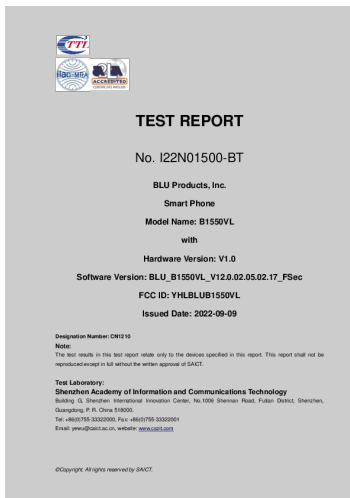 TTL
ilac-MRA
A2LA
ACCREDITED
TEST REPORT
No. I22N01500-BT
BLU Products, Inc.
Smart Phone
Model Name: B1550VL
with
Hardware Version: V1.0
Software Version: BLU_B1550VL_V12.0.02.05.02.17_FSec
FCC ID: YHLBLUB1550VL
Issued Date: 2022-09-09
Designation Number: CN1210
Note:
The test results in this test report relate only to the devices specified in this report. This report shall not be
reproduced except in full without the written approval of SAICT.
Test Laboratory:
Shenzhen Academy of Information and Communications Technology
Building G, Shenzhen International Innovation Center, No.1006 Shennan Road, Futian District, Shenzhen,
Guangdong, P. R. China 518000.
Tel: +86(0)755-33322000, Fax: +86(0)755-33322001
Email: yewu@caict.ac.cn, website: www.cszit.com
©Copyright. All rights reserved by SAICT.